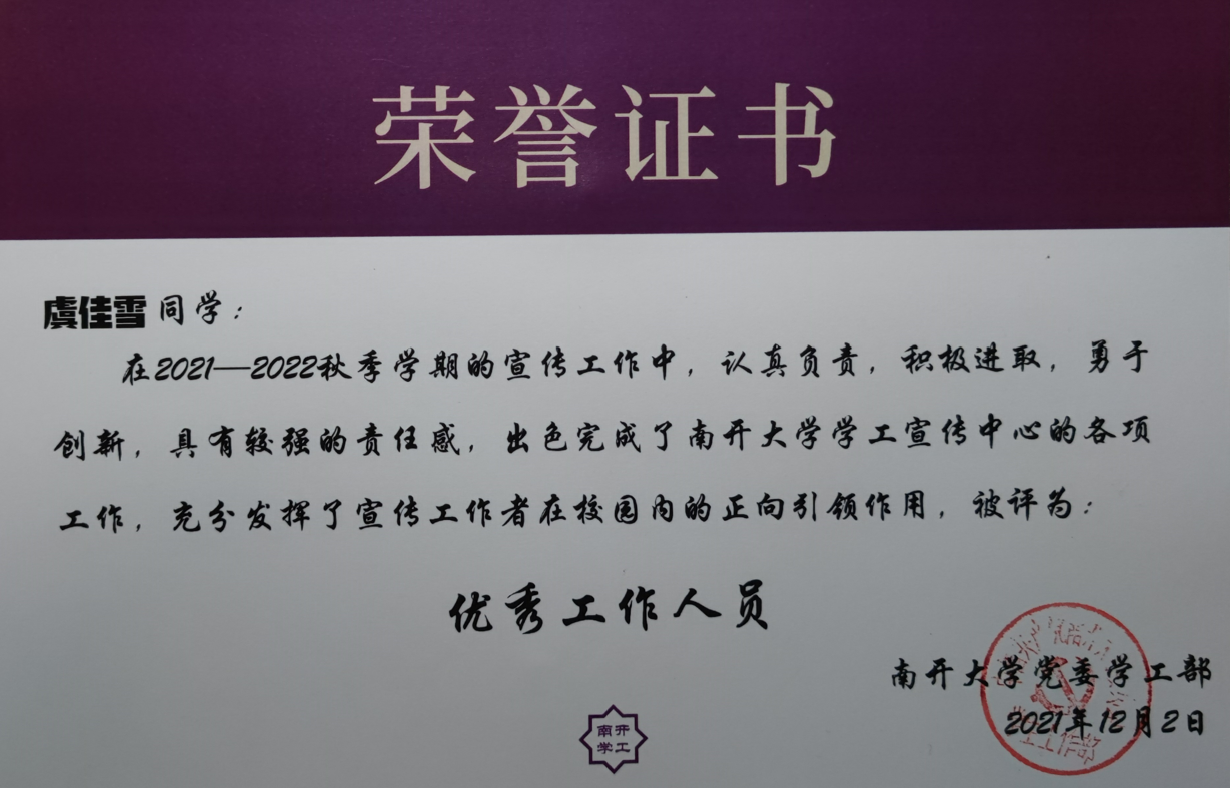 荣誉证书
虞佳雪同学：
在2021—2022秋季学期的宣传工作中，认真负责，积极进取，勇于
创新，具有较强的责任感，出色完成了南开大学学工宣传中心的各项
工作，充分发挥了宣传工作者在校园内的正向引领作用，被评为：
优秀工作人员
南开大学党委学工部
2021年12月2日
南开
学工